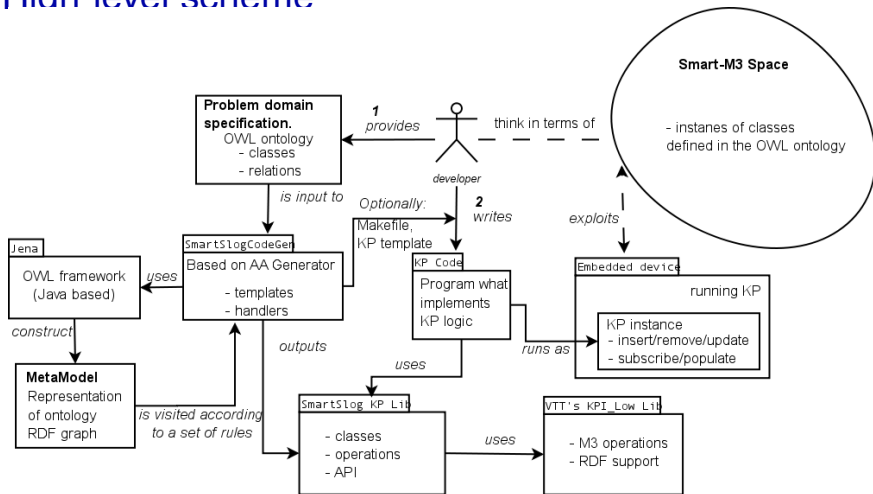 High-level scheme
Smart-M3 Space
- instanes of classes
defined in the OWL ontology
Problem domain
specification.
OWL ontology
- classes
- relations
1
provides
think in terms of
developer
is input to
Optionally:
Makefile,
KP template
2
writes
exploits
Jena
OWL framework
(Java based)
uses
SmartSlogCodeGen
Based on AA Generator
- templates
- handlers
KP Code
Program what
implements
KP logic
Embedded device
running KP
KP instance
- insert/remove/update
- subscribe/populate
construct
outputs
runs as
uses
MetaModel
Representation
of ontology
RDF graph
is visited according
to a set of rules
SmartSlog KP Lib
- classes
- operations
- API
uses
VTT's KPI_Low Lib
- M3 operations
- RDF support